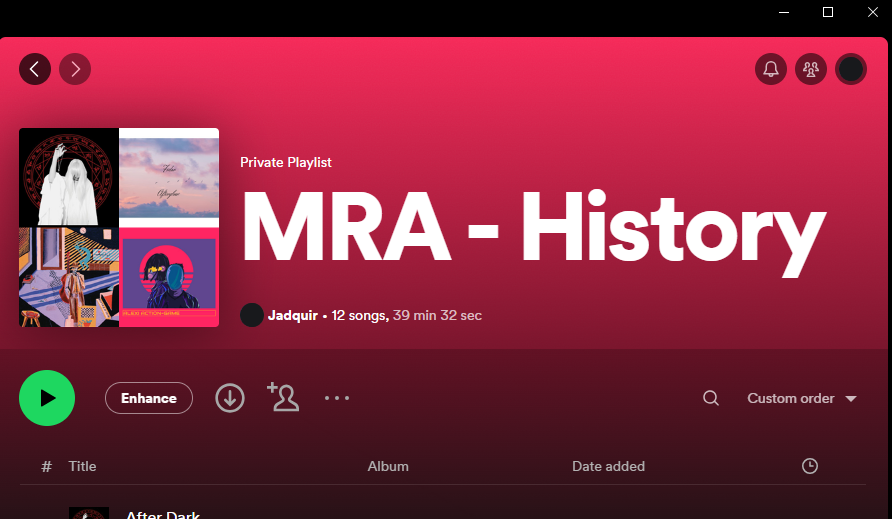 Private Playlist
MRA - History
Jadquir • 12 songs, 39 min 32 sec
Enhance
Custom order
# Title Album Date added
After Dark